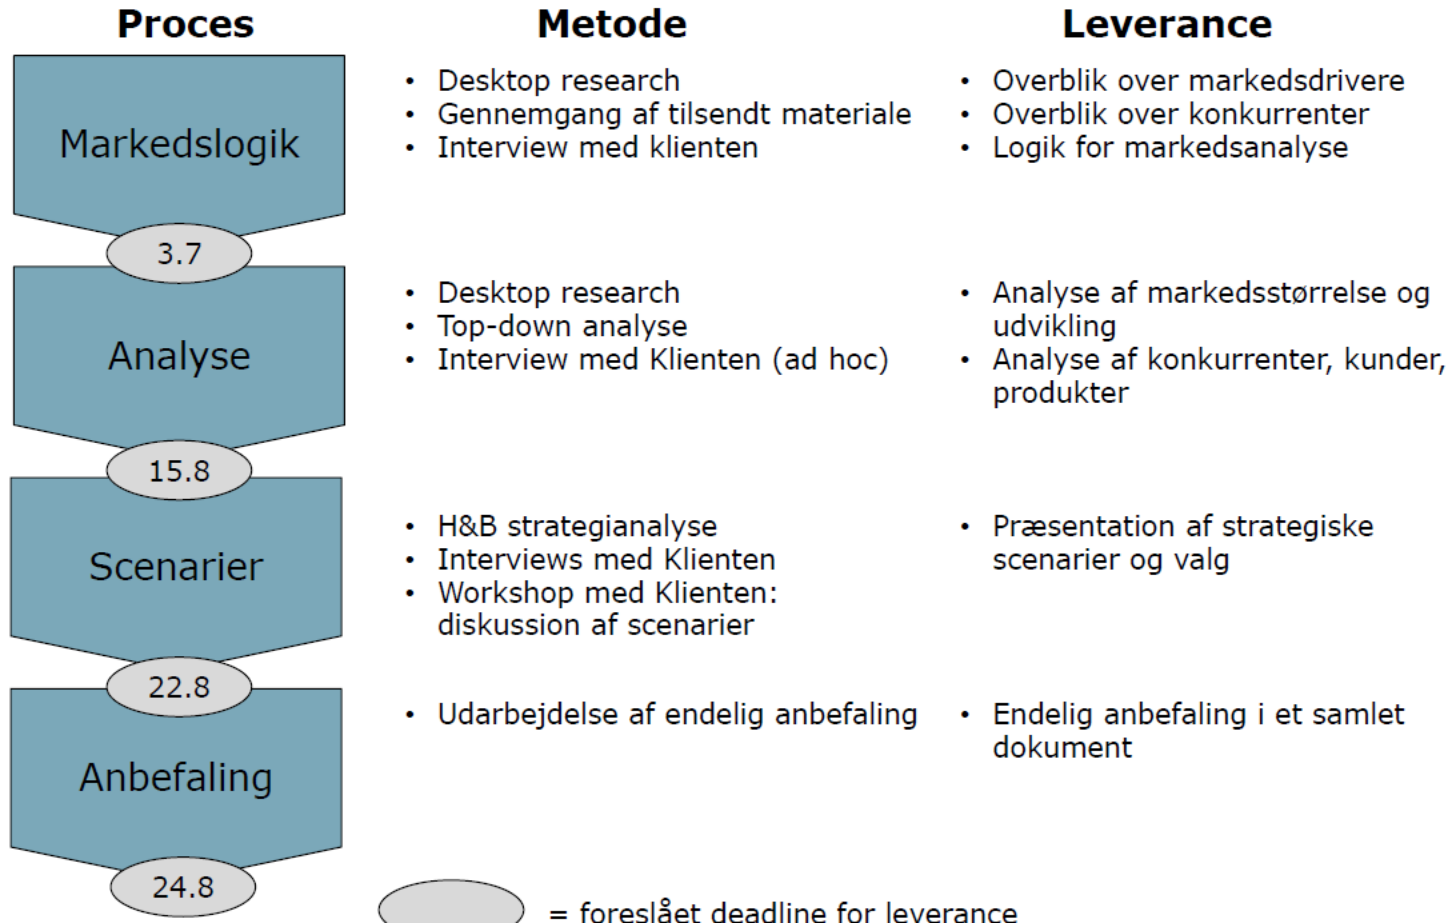 Proces
Metode
Leverance
Markedslogik
• Desktop research
• Gennemgang af tilsendt materiale
• Interview med klienten
• Overblik over markedsdrivere
• Overblik over konkurrenter
• Logik for markedsanalyse
3.7
Analyse
• Desktop research
• Top-down analyse
• Interview med Klienten (ad hoc)
• Analyse af markedsstørrelse og
udvikling
• Analyse af konkurrenter, kunder,
produkter
15.8
Scenarier
• H&B strategianalyse
• Interviews med Klienten
• Workshop med Klienten:
diskussion af scenarier
• Præsentation af strategiske
scenarier og valg
22.8
Anbefaling
• Udarbejdelse af endelig anbefaling
• Endelig anbefaling i et samlet
dokument
24.8
= foreslået deadline for leverance